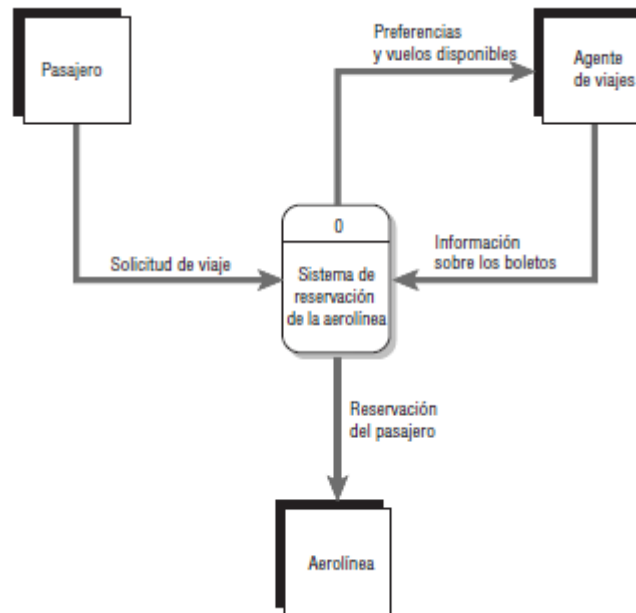 Preferencias
y vuelos disponibles
Pasajero
Agente
de viajes
0
Solicitud de viaje
Sistema de
reservación
de la aerolínea
Información
sobre los boletos
Reservación
del pasajero
Aerolínea